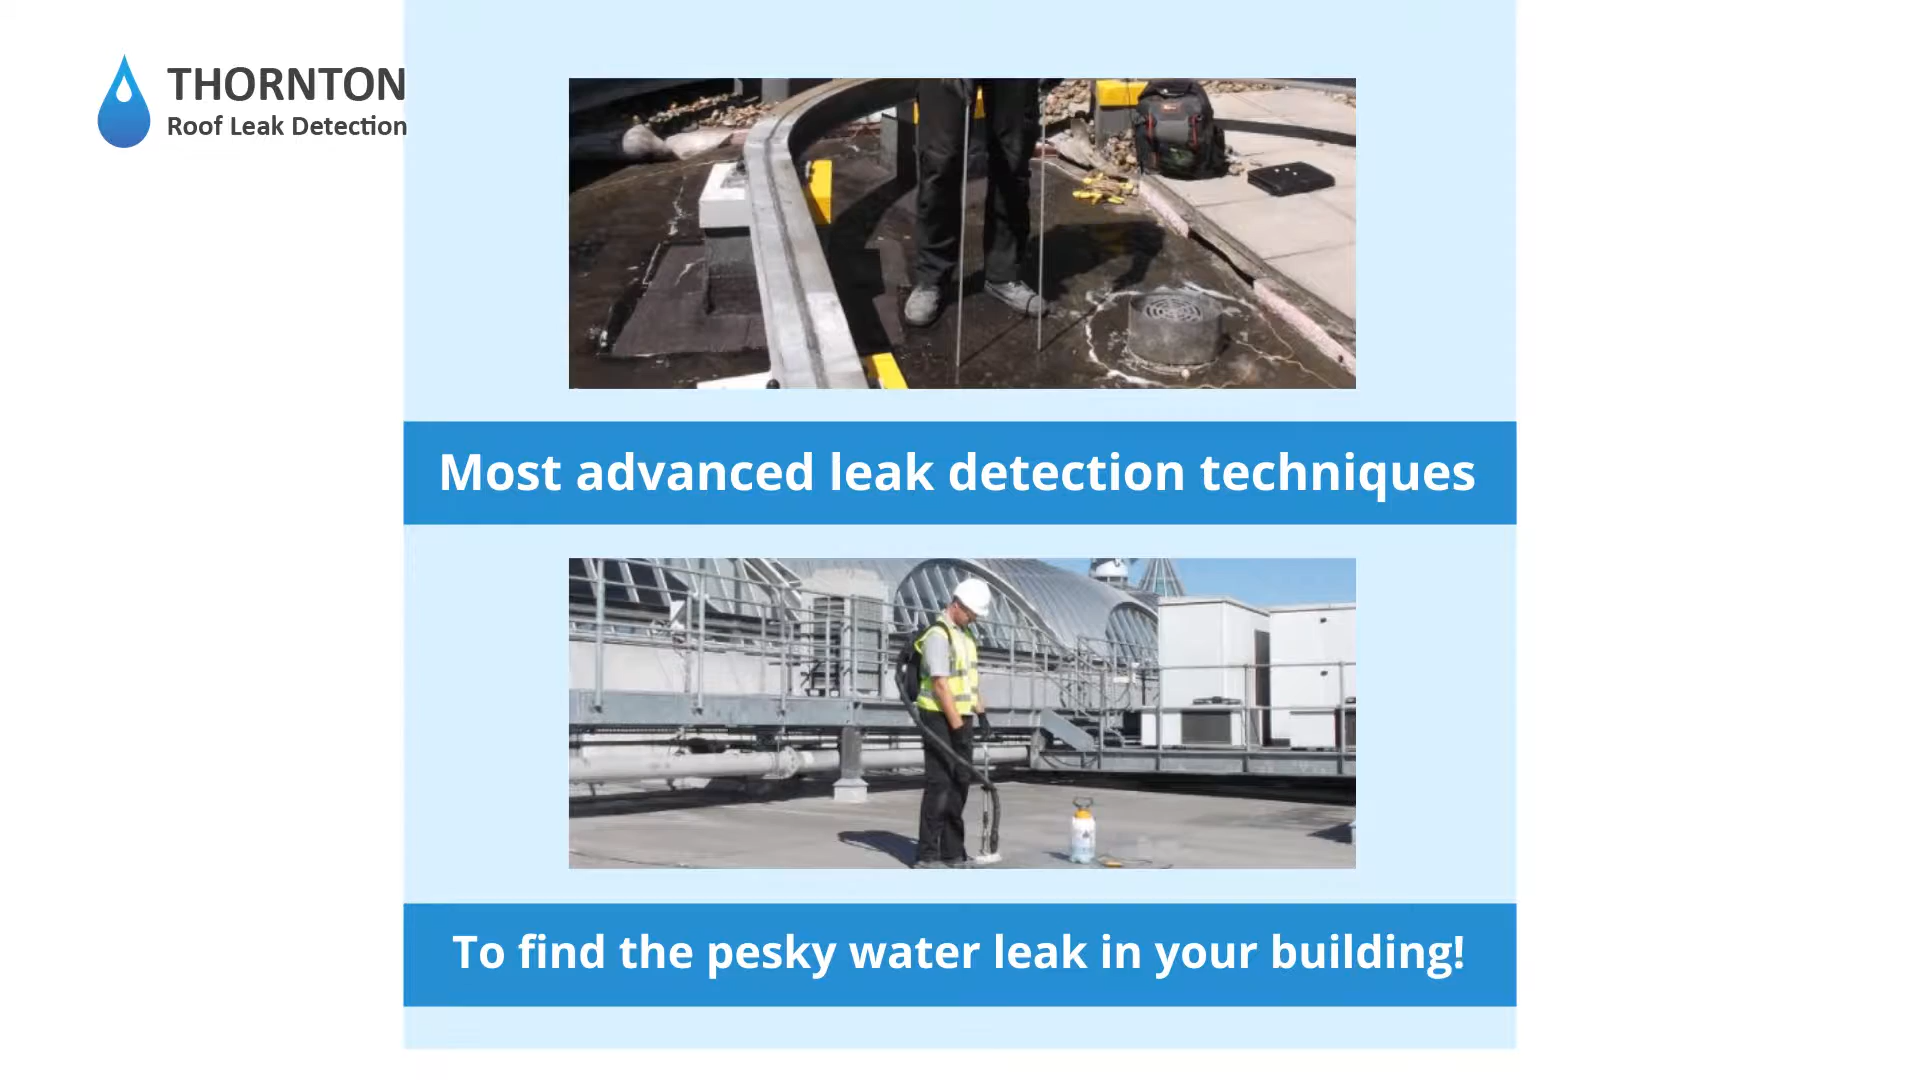 THORNTON
Roof Leak Detection
Most advanced leak detection techniques
To find the pesky water leak in your building!